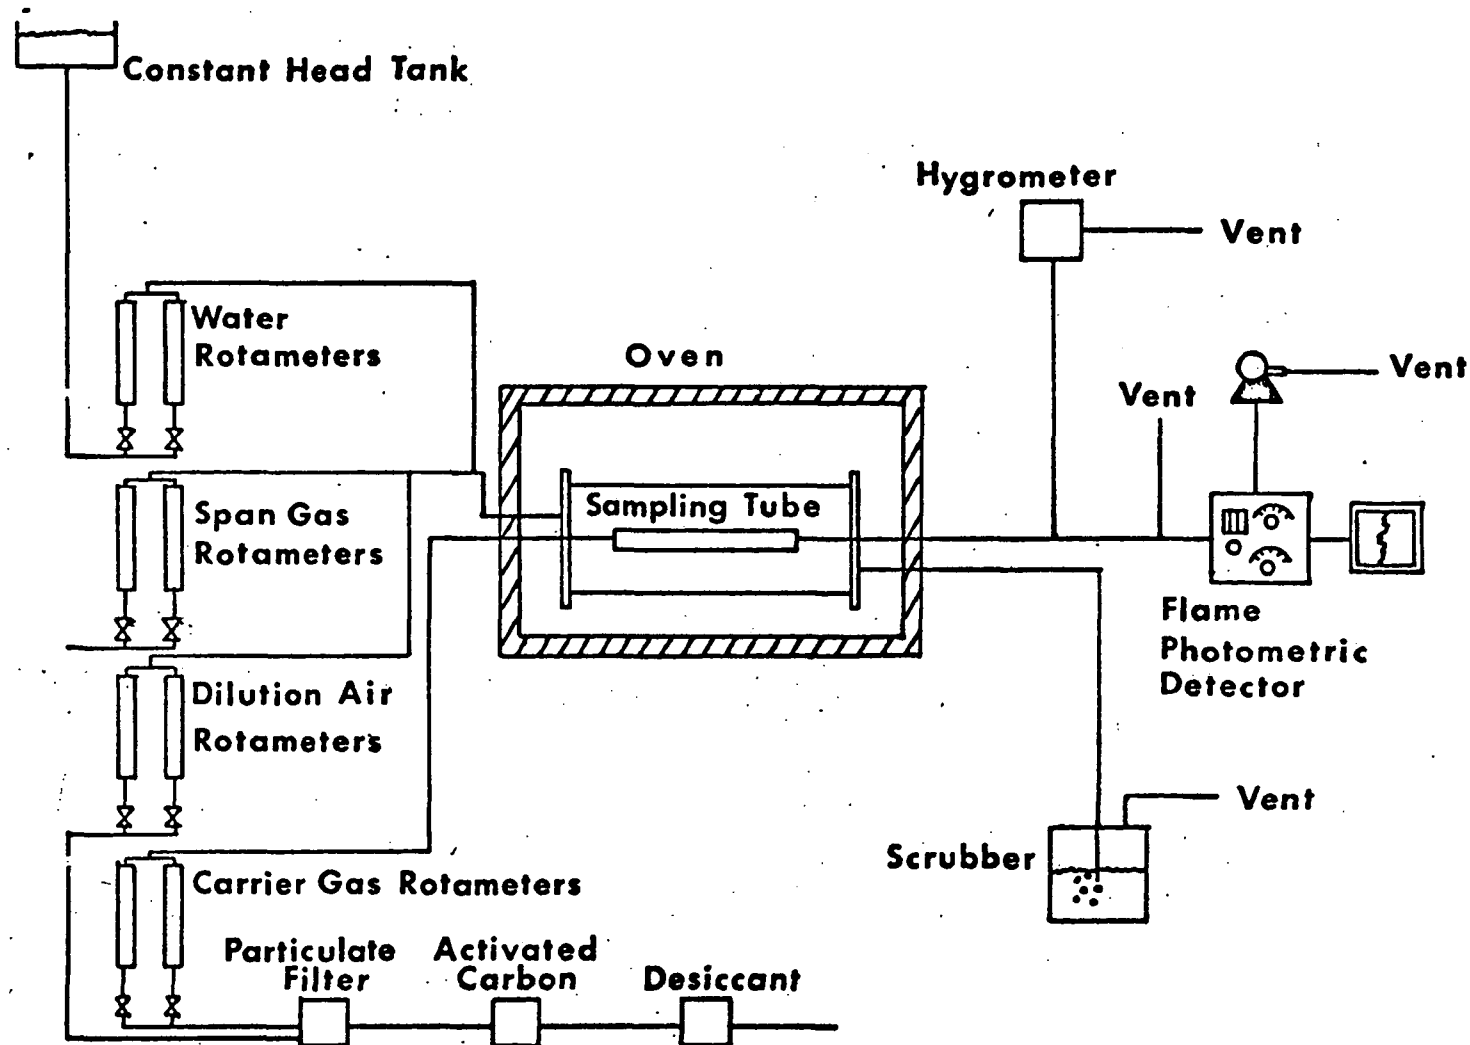 Constant Head Tank
Hygrometer
Vent
Water
Rotameters
Oven
Vent
Vent
Sampling Tube
Span Gas
Rotameters
Flame
Photometric
Detector
Dilution Air
Rotameters
Vent
Scrubber
Carrier Gas Rotameters
Particulate
Filter
Activated
Carbon
Desiccant